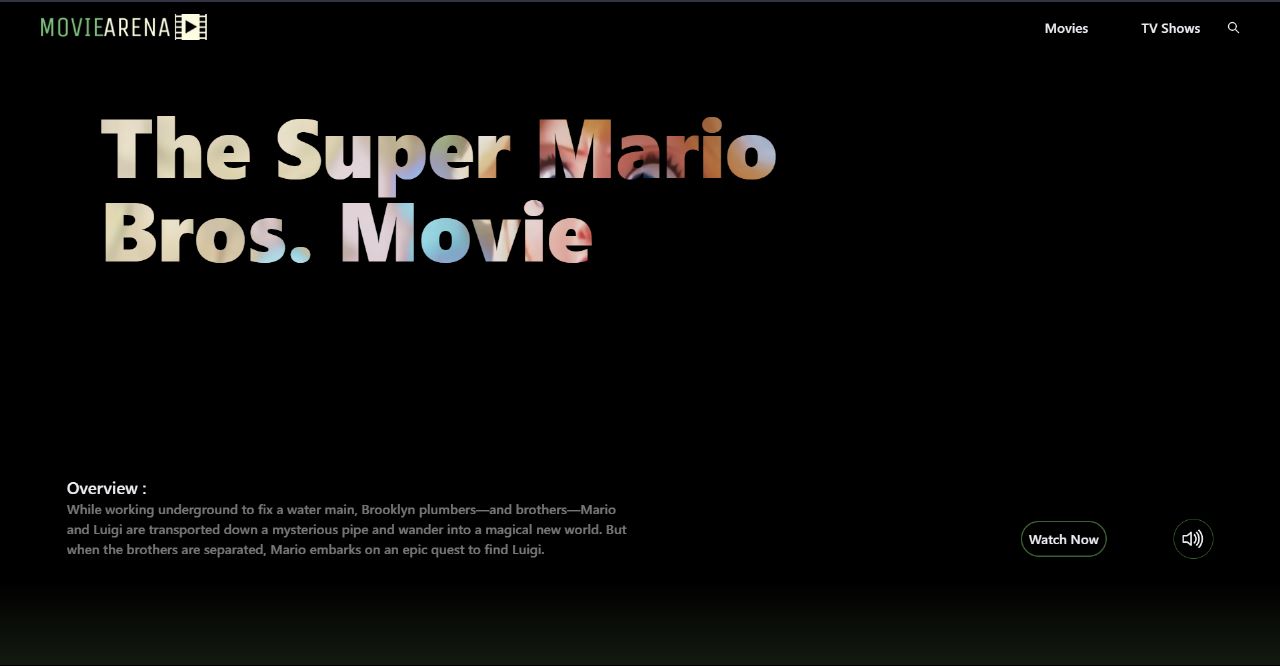 MOVIEARENA
Movies
TV Shows
The Super Mario
Bros. Movie
Overview :
While working underground to fix a water main, Brooklyn plumbers—and brothers—Mario
and Luigi are transported down a mysterious pipe and wander into a magical new world. But
when the brothers are separated, Mario embarks on an epic quest to find Luigi.
Watch Now